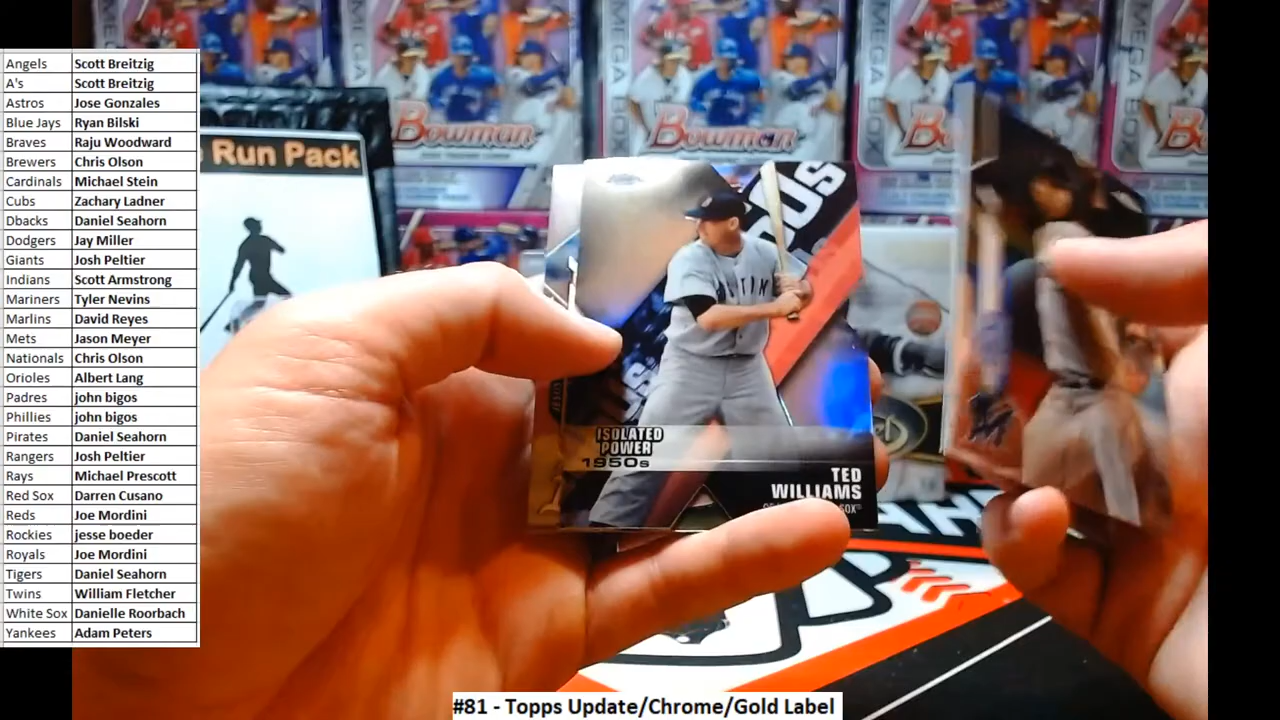 Angels Scott Breitzig
A's Scott Breitzig
Astros Jose Gonzales
Blue Jays Ryan Bilski
Braves Raju Woodward
Brewers Chris Olson
Cardinals Michael Stein
Cubs Zachary Ladner
Dbacks Daniel Seahorn
Dodgers Jay Miller
Giants Josh Peltier
Indians Scott Armstrong
Mariners Tyler Nevins
Marlins David Reyes
Mets Jason Meyer
Nationals Chris Olson
Orioles Albert Lang
Padres john bigos
Phillies john bigos
Pirates Daniel Seahorn
Rangers Josh Peltier
Rays Michael Prescott
Red Sox Darren Cusano
Reds Joe Mordini
Rockies jesse boeder
Royals Joe Mordini
Tigers Daniel Seahorn
Twins William Fletcher
White Sox Danielle Roorbach
Yankees Adam Peters
Run Pack
MEGA BOX
Bowman
Bowman
ISOLATED
POWER
1950s
TED
WILLIAMS
#81 - Topps Update/Chrome/Gold Label